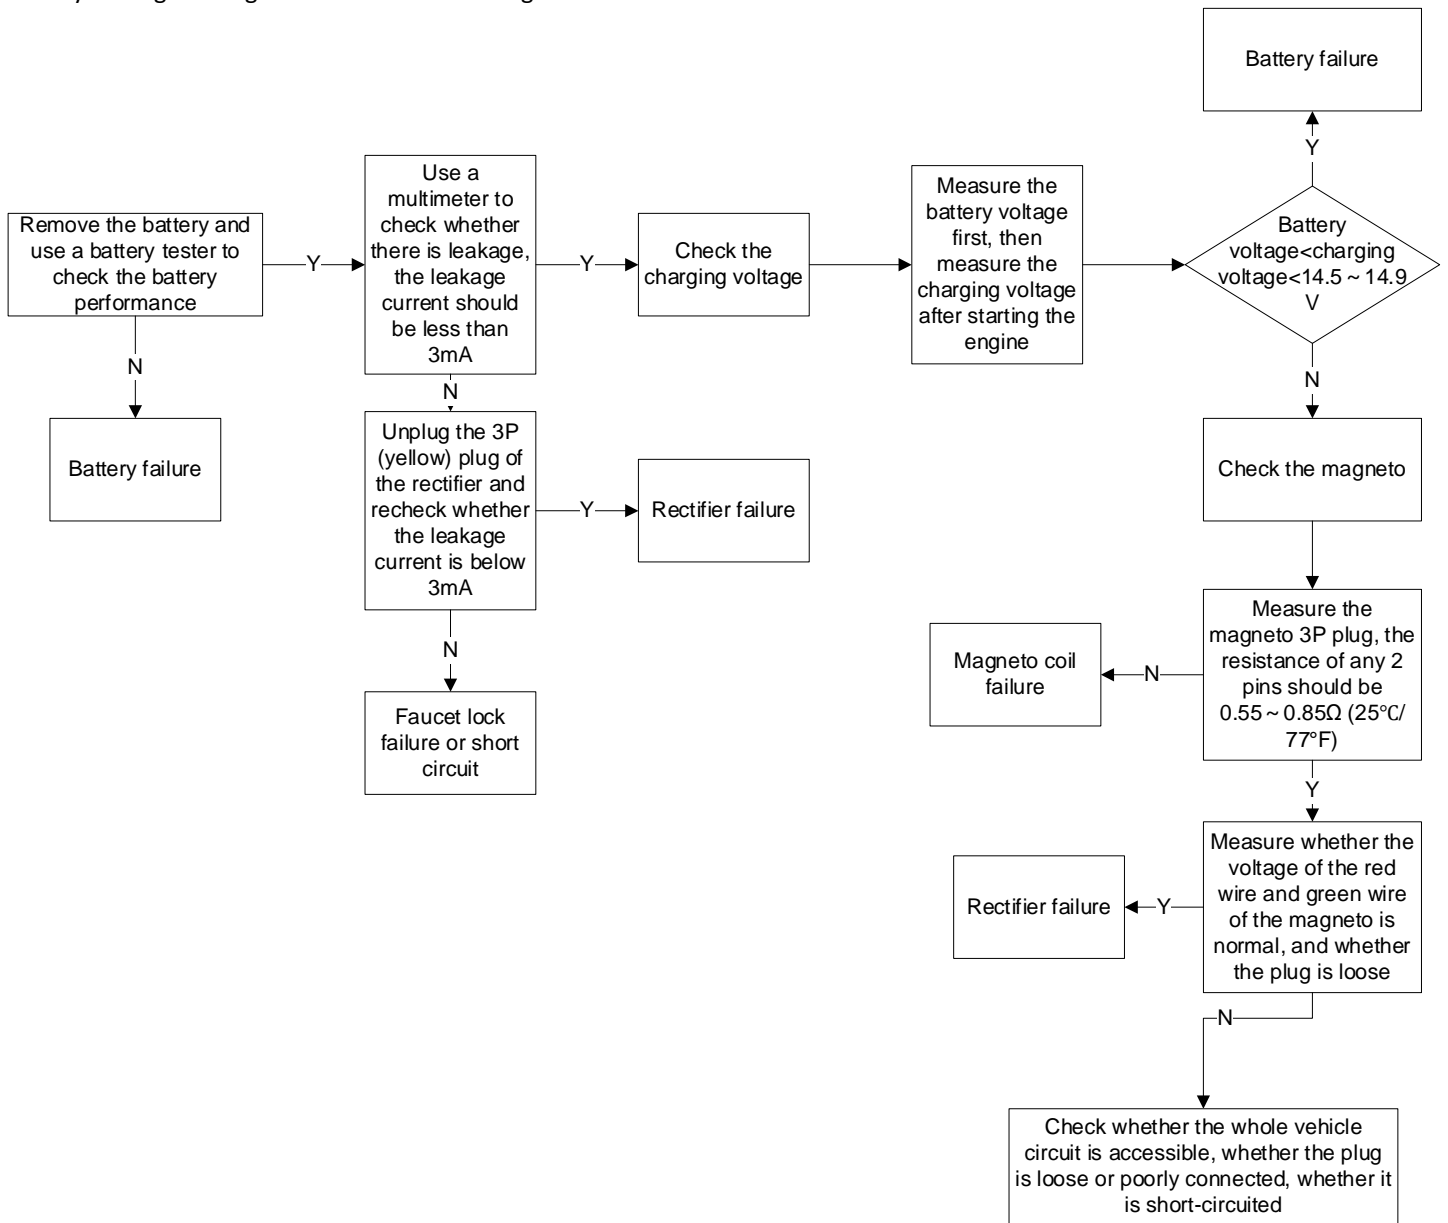 Battery failure
Y
Remove the battery and
use a battery tester to
check the battery
performance
Y
Use a
multimeter to
check whether
there is leakage,
the leakage
current should
be less than
3mA
Y
Check the
charging voltage
Measure the
battery voltage
first, then
measure the
charging voltage
after starting the
engine
Battery
voltage<charging
voltage<14.5～14.9
V
N
Battery failure
N
Unplug the 3P
(yellow) plug of
the rectifier and
recheck whether
the leakage
current is below
3mA
Y
Rectifier failure
N
Faucet lock
failure or short
circuit
N
Check the magneto
Measure the
magneto 3P plug, the
resistance of any 2
pins should be
0.55～0.85Ω (25℃/
77°F)
N
Magneto coil
failure
Y
Measure whether the
voltage of the red
wire and green wire
of the magneto is
normal, and whether
the plug is loose
Y
Rectifier failure
N
Check whether the whole vehicle
circuit is accessible, whether the plug
is loose or poorly connected, whether it
is short-circuited